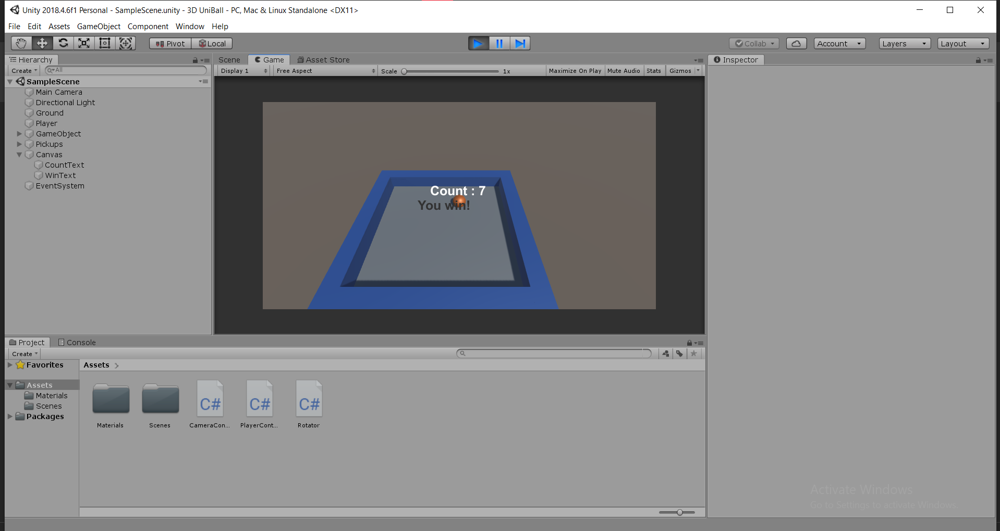 Unity 2018.4.6f1 Personal - SampleScene.unity - 3D UniBall - PC, Mac & Linux Standalone <DX11>
File Edit Assets GameObject Component Window Help
Pivot Local Collab Account Layers Layout
Hierarchy
Create All
SampleScene
Main Camera
Directional Light
Ground
Player
GameObject
Pickups
Canvas
CountText
WinText
EventSystem
Scene Game Asset Store
Display 1 Free Aspect Scale 1x Maximize On Play Mute Audio Stats Gizmos
Count : 7
You win!
Inspector
Project Console
Create
Favorites
Assets
Materials
Scenes
Packages
Assets
C# C# C#
Materials Scenes CameraCon... PlayerCont... Rotator
Activate Windows
Go to Settings to activate Windows.